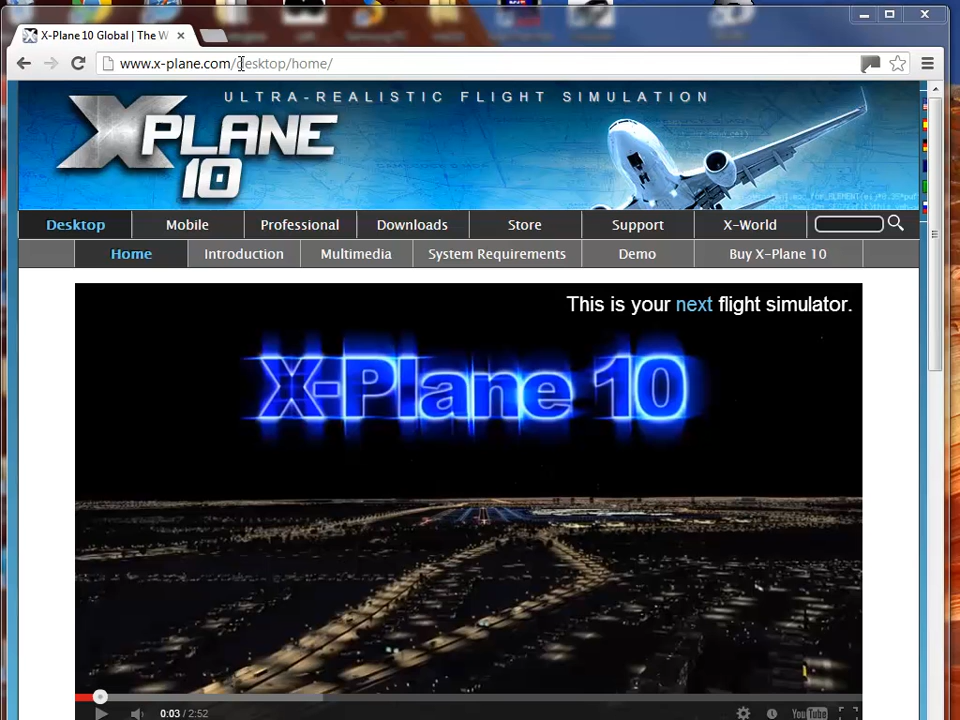 X-Plane 10 Global | The W
www.x-plane.com/desktop/home/
ULTRA-REALISTIC FLIGHT SIMULATION
X PLANE
10
Desktop Mobile Professional Downloads Store Support X-World
Home Introduction Multimedia System Requirements Demo Buy X-Plane 10
This is your next flight simulator.
X-Plane 10
0:03 / 2:52
YouTube